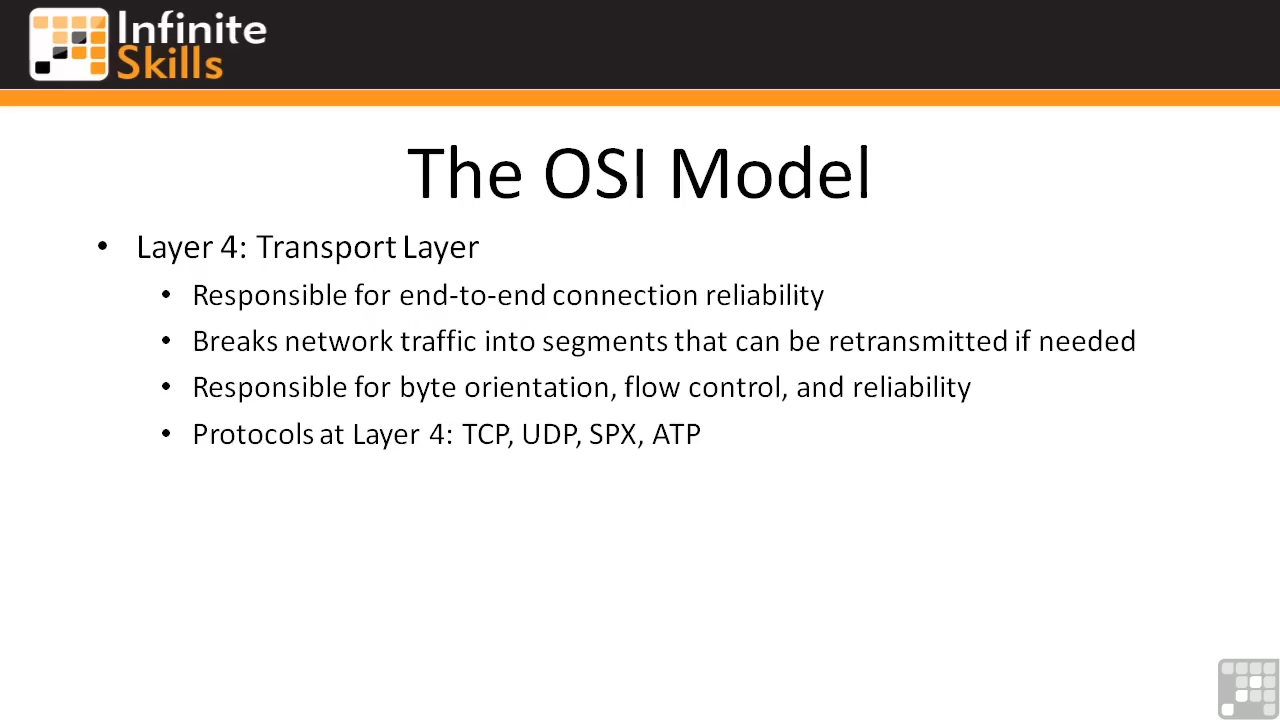 Infinite
Skills
The OSI Model
• Layer 4: Transport Layer
• Responsible for end-to-end connection reliability
• Breaks network traffic into segments that can be retransmitted if needed
• Responsible for byte orientation, flow control, and reliability
• Protocols at Layer 4: TCP, UDP, SPX, ATP